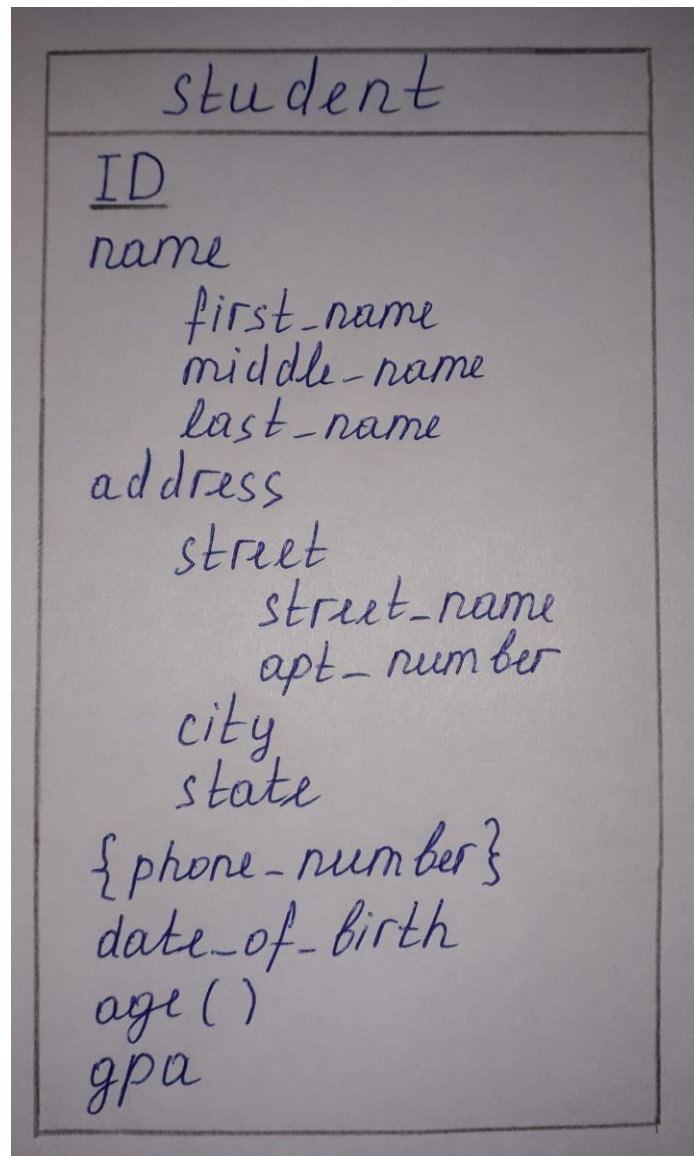 student
ID
name
first_name
middle_name
last_name
address
street
street_name
apt_number
city
state
{phone_number}
date_of_birth
age()
gpa